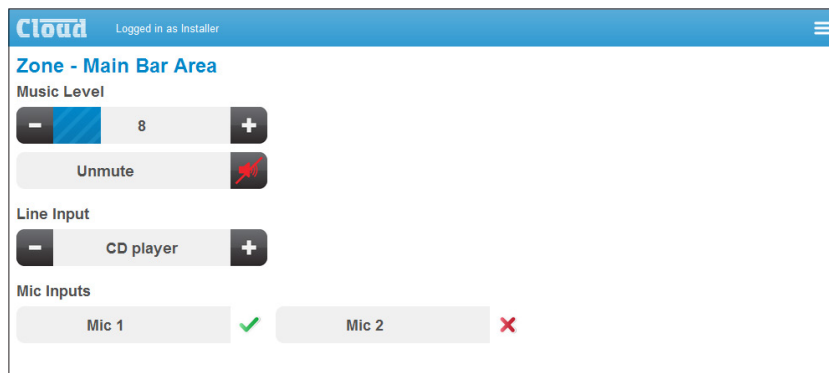 Cloud Logged in as Installer
Zone - Main Bar Area
Music Level
8
Unmute
Line Input
CD player
Mic Inputs
Mic 1 Mic 2